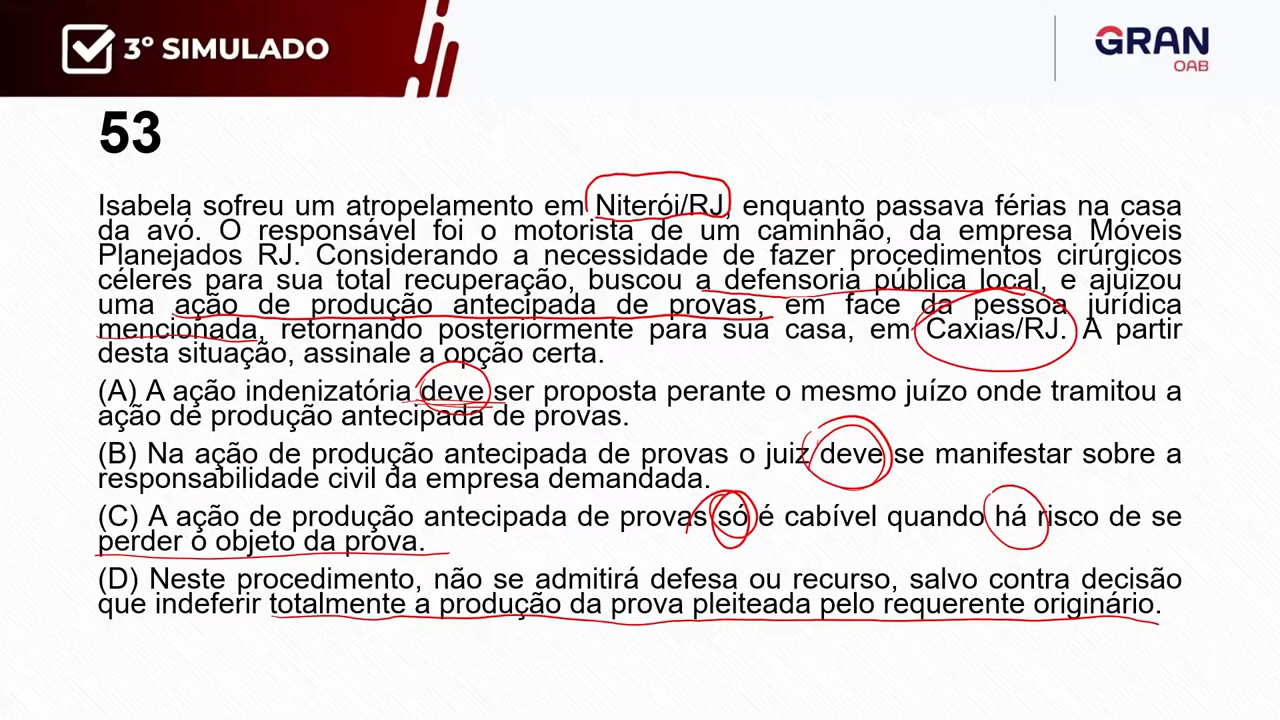 3º SIMULADO
GRAN
OAB
53
Isabela sofreu um atropelamento em Niterói/RJ, enquanto passava férias na casa
da avó. O responsável foi o motorista de um caminhão, da empresa Móveis
Planejados RJ. Considerando a necessidade de fazer procedimentos cirúrgicos
céleres para sua total recuperação, buscou a defensoria pública local, e ajuizou
uma ação de produção antecipada de provas, em face da pessoa jurídica
mencionada, retornando posteriormente para sua casa, em Caxias/RJ. A partir
desta situação, assinale a opção certa.
(A) A ação indenizatória deve ser proposta perante o mesmo juízo onde tramitou a
ação de produção antecipada de provas.
(B) Na ação de produção antecipada de provas o juiz deve se manifestar sobre a
responsabilidade civil da empresa demandada.
(C) A ação de produção antecipada de provas só é cabível quando há risco de se
perder o objeto da prova.
(D) Neste procedimento, não se admitirá defesa ou recurso, salvo contra decisão
que indeferir totalmente a produção da prova pleiteada pelo requerente originário.